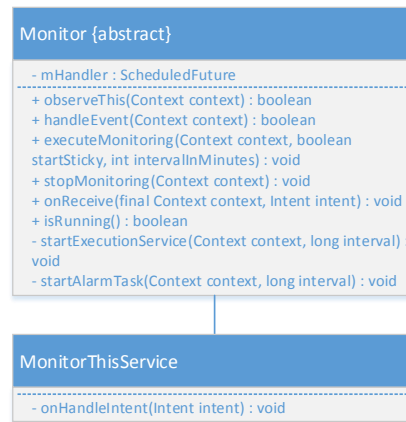 Monitor {abstract}
- mHandler : ScheduledFuture
+ observeThis(Context context) : boolean
+ handleEvent(Context context) : boolean
+ executeMonitoring(Context context, boolean
startSticky, int intervalInMinutes) : void
+ stopMonitoring(Context context) : void
+ onReceive(final Context context, Intent intent) : void
+ isRunning() : boolean
- startExecutionService(Context context, long interval) :
void
- startAlarmTask(Context context, long interval) : void
MonitorThisService
- onHandleIntent(Intent intent) : void